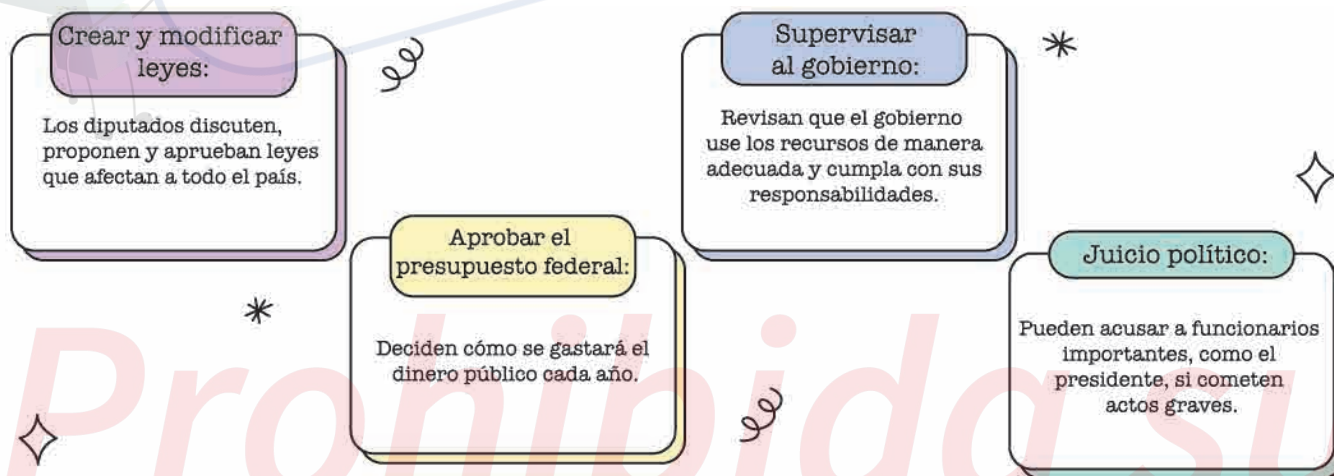 Crear y modificar
leyes:
Los diputados discuten,
proponen y aprueban leyes
que afectan a todo el país.
Aprobar el
presupuesto federal:
Deciden cómo se gastará el
dinero público cada año.
Supervisar
al gobierno:
Revisan que el gobierno
use los recursos de manera
adecuada y cumpla con sus
responsabilidades.
Juicio político:
Pueden acusar a funcionarios
importantes, como el
presidente, si cometen
actos graves.
Prohibida su